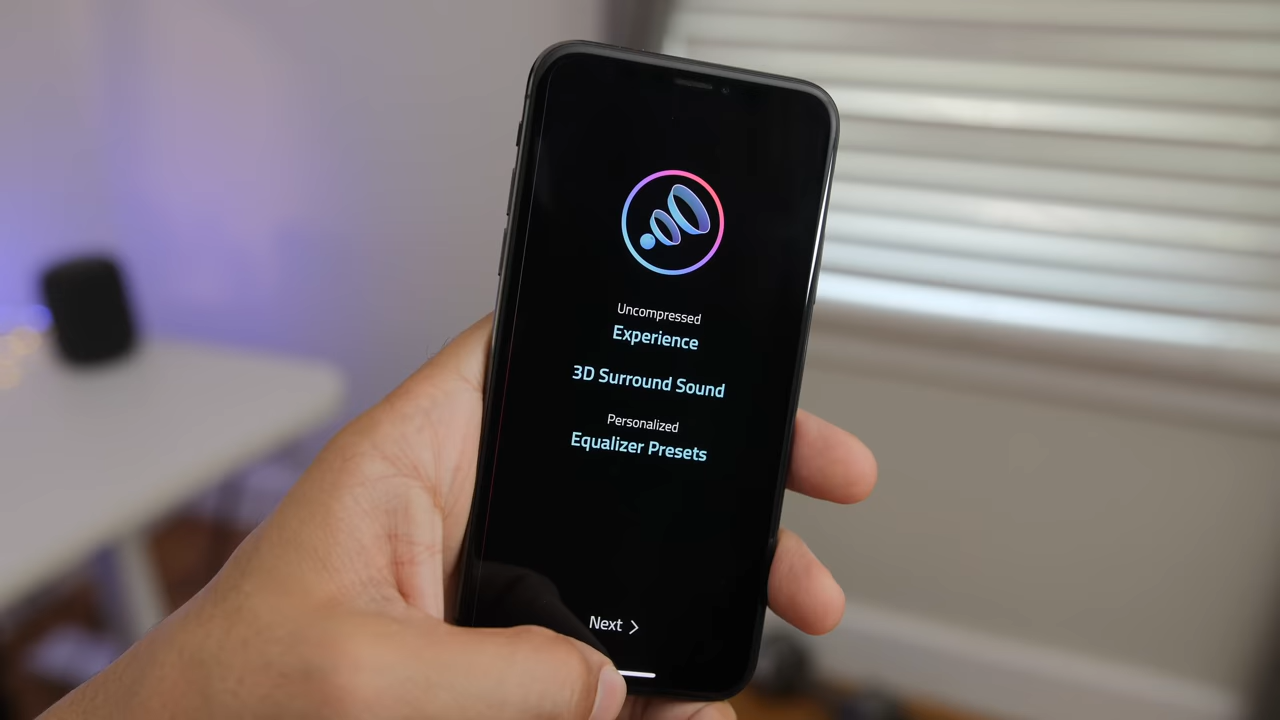 Uncompressed
Experience
3D Surround Sound
Personalized
Equalizer Presets
Next